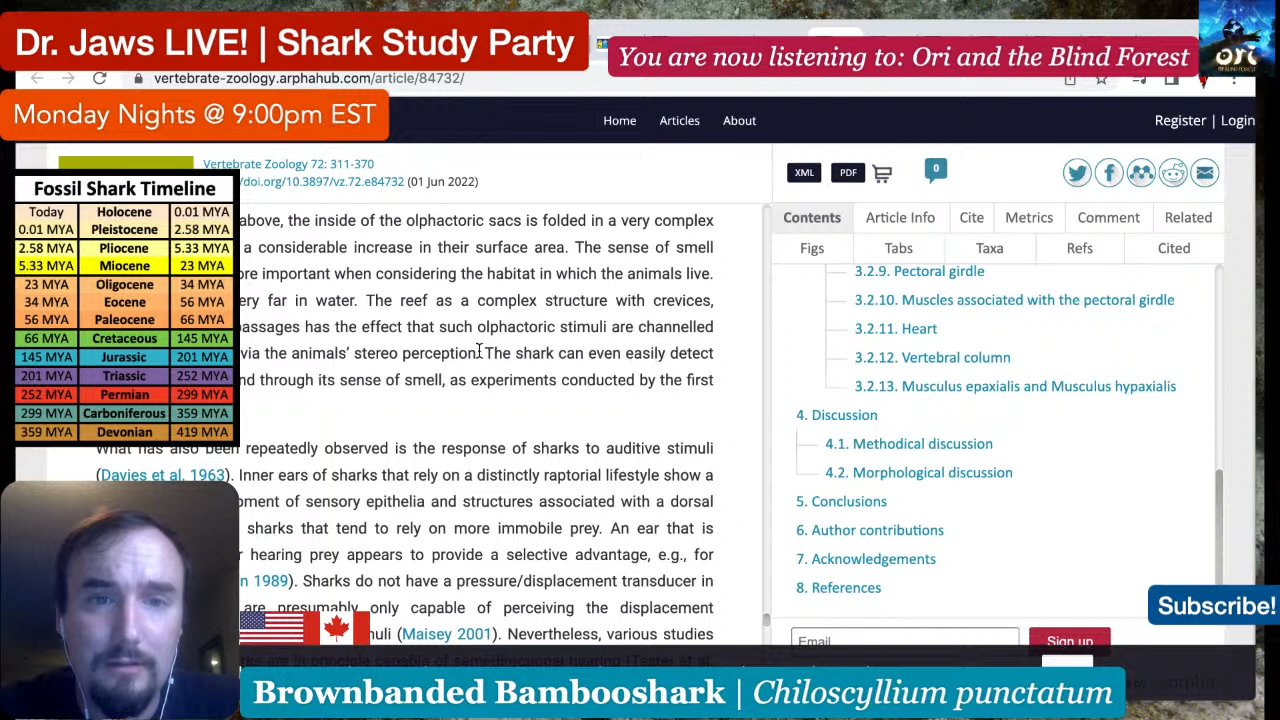 Dr. Jaws LIVE! | Shark Study Party
You are now listening to: Ori and the Blind Forest
ori
vertebrate-zoology.arphahub.com/article/84732/
Monday Nights @ 9:00pm EST
Home Articles About
Register | Login
Vertebrate Zoology 72: 311-370
/doi.org/10.3897/vz.72.e84732 (01 Jun 2022)
XML PDF 0
Fossil Shark Timeline
Today Holocene 0.01 MYA
0.01 MYA Pleistocene 2.58 MYA
2.58 MYA Pliocene 5.33 MYA
5.33 MYA Miocene 23 MYA
23 MYA Oligocene 34 MYA
34 MYA Eocene 56 MYA
56 MYA Paleocene 66 MYA
66 MYA Cretaceous 145 MYA
145 MYA Jurassic 201 MYA
201 MYA Triassic 252 MYA
252 MYA Permian 299 MYA
299 MYA Carboniferous 359 MYA
359 MYA Devonian 419 MYA
above, the inside of the olphactoric sacs is folded in a very complex
a considerable increase in their surface area. The sense of smell
important when considering the habitat in which the animals live.
far in water. The reef as a complex structure with crevices,
passages has the effect that such olphactoric stimuli are channelled
via the animals’ stereo perception. The shark can even easily detect
through its sense of smell, as experiments conducted by the first
What has also been repeatedly observed is the response of sharks to auditive stimuli
(Davies et al. 1963). Inner ears of sharks that rely on a distinctly raptorial lifestyle show a
of sensory epithelia and structures associated with a dorsal
sharks that tend to rely on more immobile prey. An ear that is
hearing prey appears to provide a selective advantage, e.g., for
1989). Sharks do not have a pressure/displacement transducer in
are presumably only capable of perceiving the displacement
(Maisey 2001). Nevertheless, various studies
are in principle capable of semi-directional hearing (Tester et al.
Contents Article Info Cite Metrics Comment Related
Figs Tabs Taxa Refs Cited
3.2.9. Pectoral girdle
3.2.10. Muscles associated with the pectoral girdle
3.2.11. Heart
3.2.12. Vertebral column
3.2.13. Musculus epaxialis and Musculus hypaxialis
4. Discussion
4.1. Methodical discussion
4.2. Morphological discussion
5. Conclusions
6. Author contributions
7. Acknowledgements
8. References
Email Sign up
Subscribe!
Brownbanded Bambooshark | Chiloscyllium punctatum